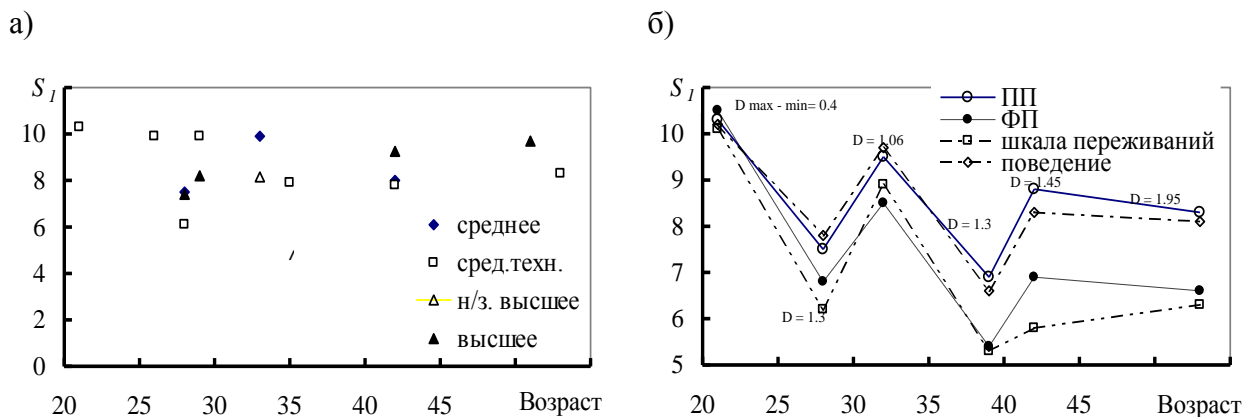 а)
S 1
10
8
6
4
2
0
20 25 30 35 40 45 Возраст
среднее
сред.техн.
н/з. высшее
высшее
б)
S 1
10
9
8
7
6
5
20 25 30 35 40 45 Возраст
D max - min= 0.4
D = 1.3
D = 1.06
D = 1.3
D = 1.45
D = 1.95
ПП
ФП
шкала переживаний
поведение